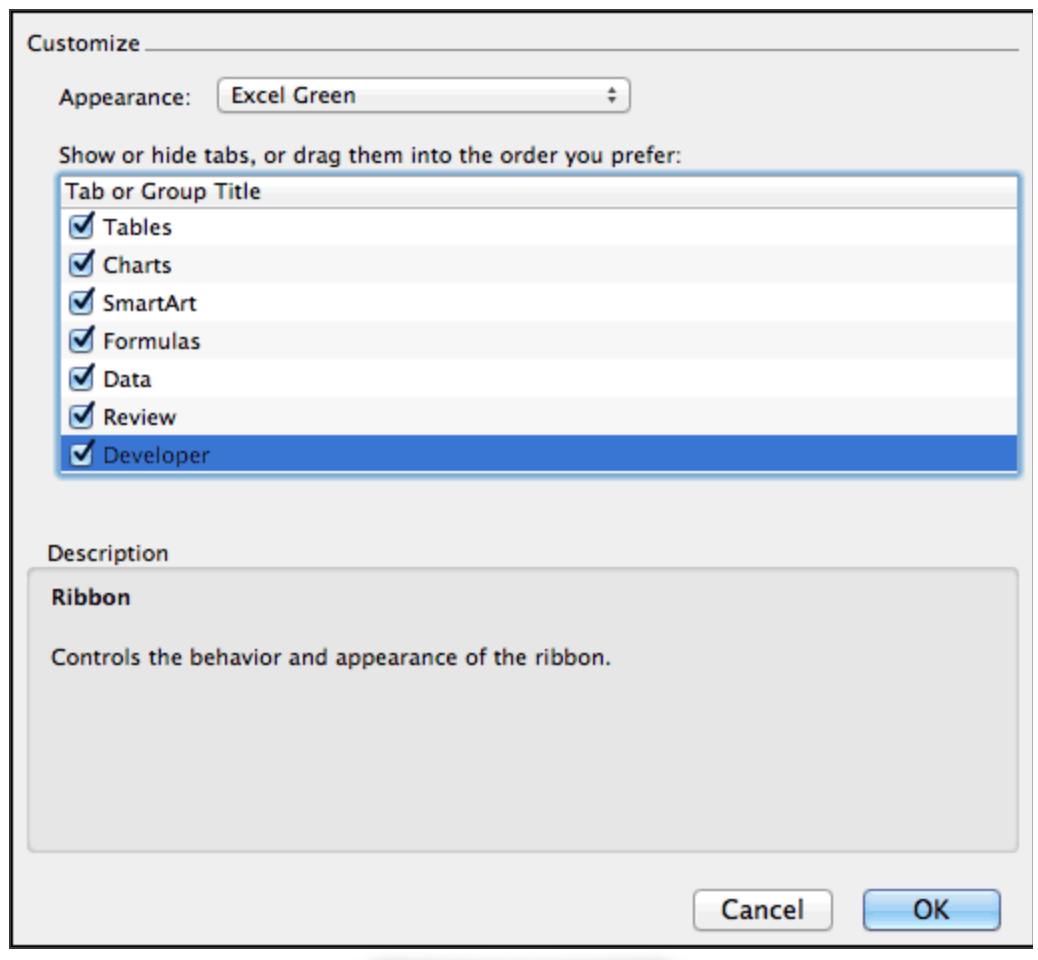 Customize
Appearance: Excel Green
Show or hide tabs, or drag them into the order you prefer:
Tab or Group Title
Tables
Charts
SmartArt
Formulas
Data
Review
Developer
Description
Ribbon
Controls the behavior and appearance of the ribbon.
Cancel OK